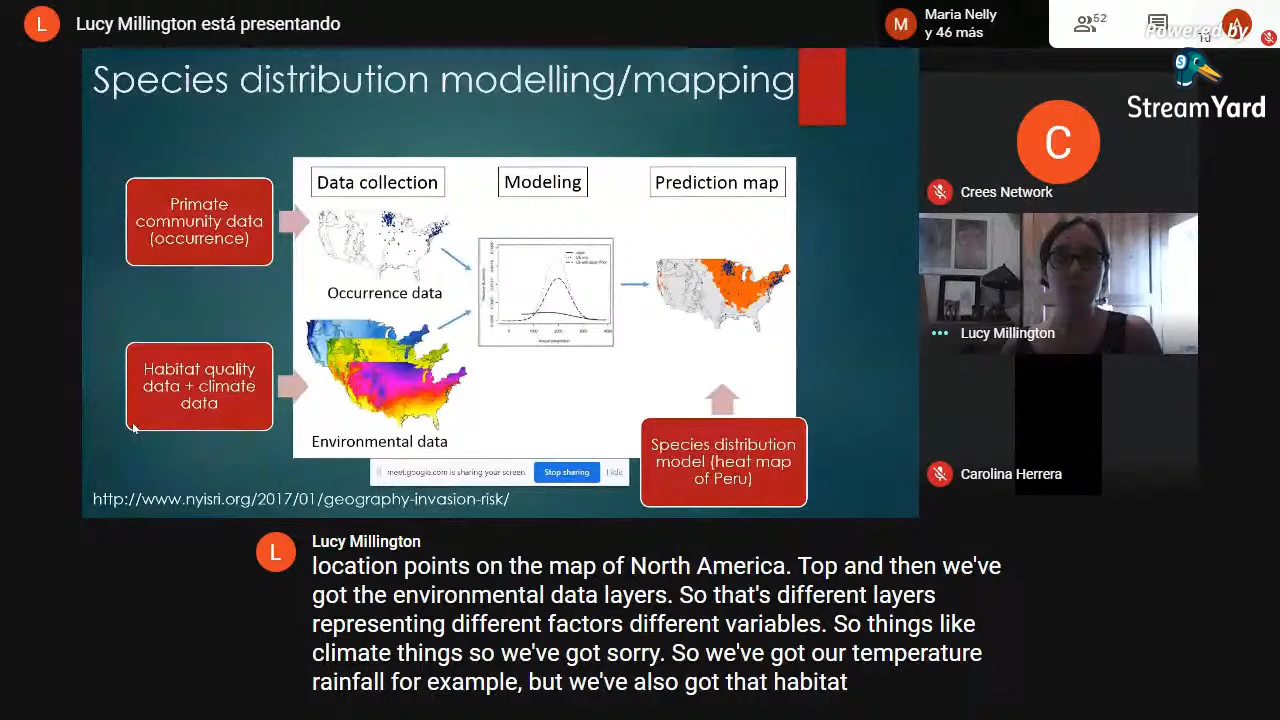 L
Lucy Millington está presentando
M
Maria Nelly
y 46 más
52
Powered by
StreamYard
Species distribution modelling/mapping
Primate
community data
(occurrence)
Habitat quality
data + climate
data
Data collection
Modeling
Prediction map
Occurrence data
Environmental data
Species distribution
model (heat map
of Peru)
meet.google.com is sharing your screen.
Stop sharing
Hide
http://www.nyisri.org/2017/01/geography-invasion-risk/
C
Crees Network
Lucy Millington
Carolina Herrera
L
Lucy Millington
location points on the map of North America. Top and then we've
got the environmental data layers. So that's different layers
representing different factors different variables. So things like
climate things so we've got sorry. So we've got our temperature
rainfall for example, but we've also got that habitat